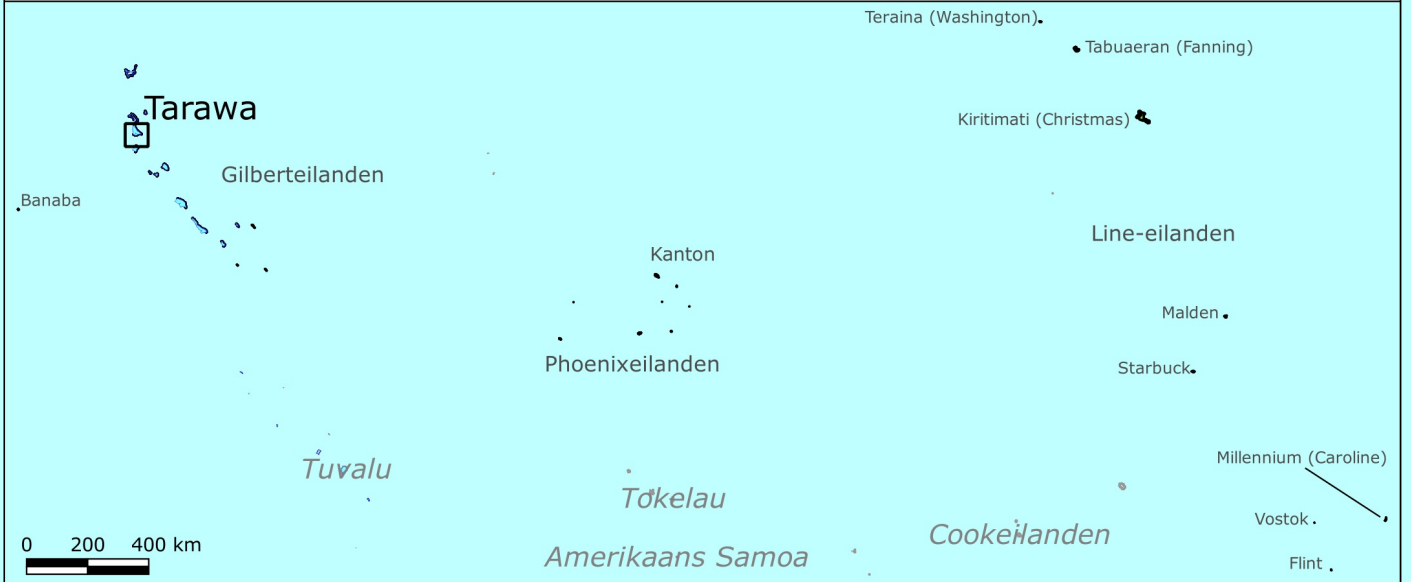 Teraina (Washington)
Tabuaeran (Fanning)
Tarawa
Kiritimati (Christmas)
Gilberteilanden
Banaba
Line-eilanden
Kanton
Malden
Phoenixeilanden
Starbuck
Millennium (Caroline)
Tuvalu
Tokelau
Vostok
Cookeilanden
0 200 400 km
Amerikaans Samoa
Flint